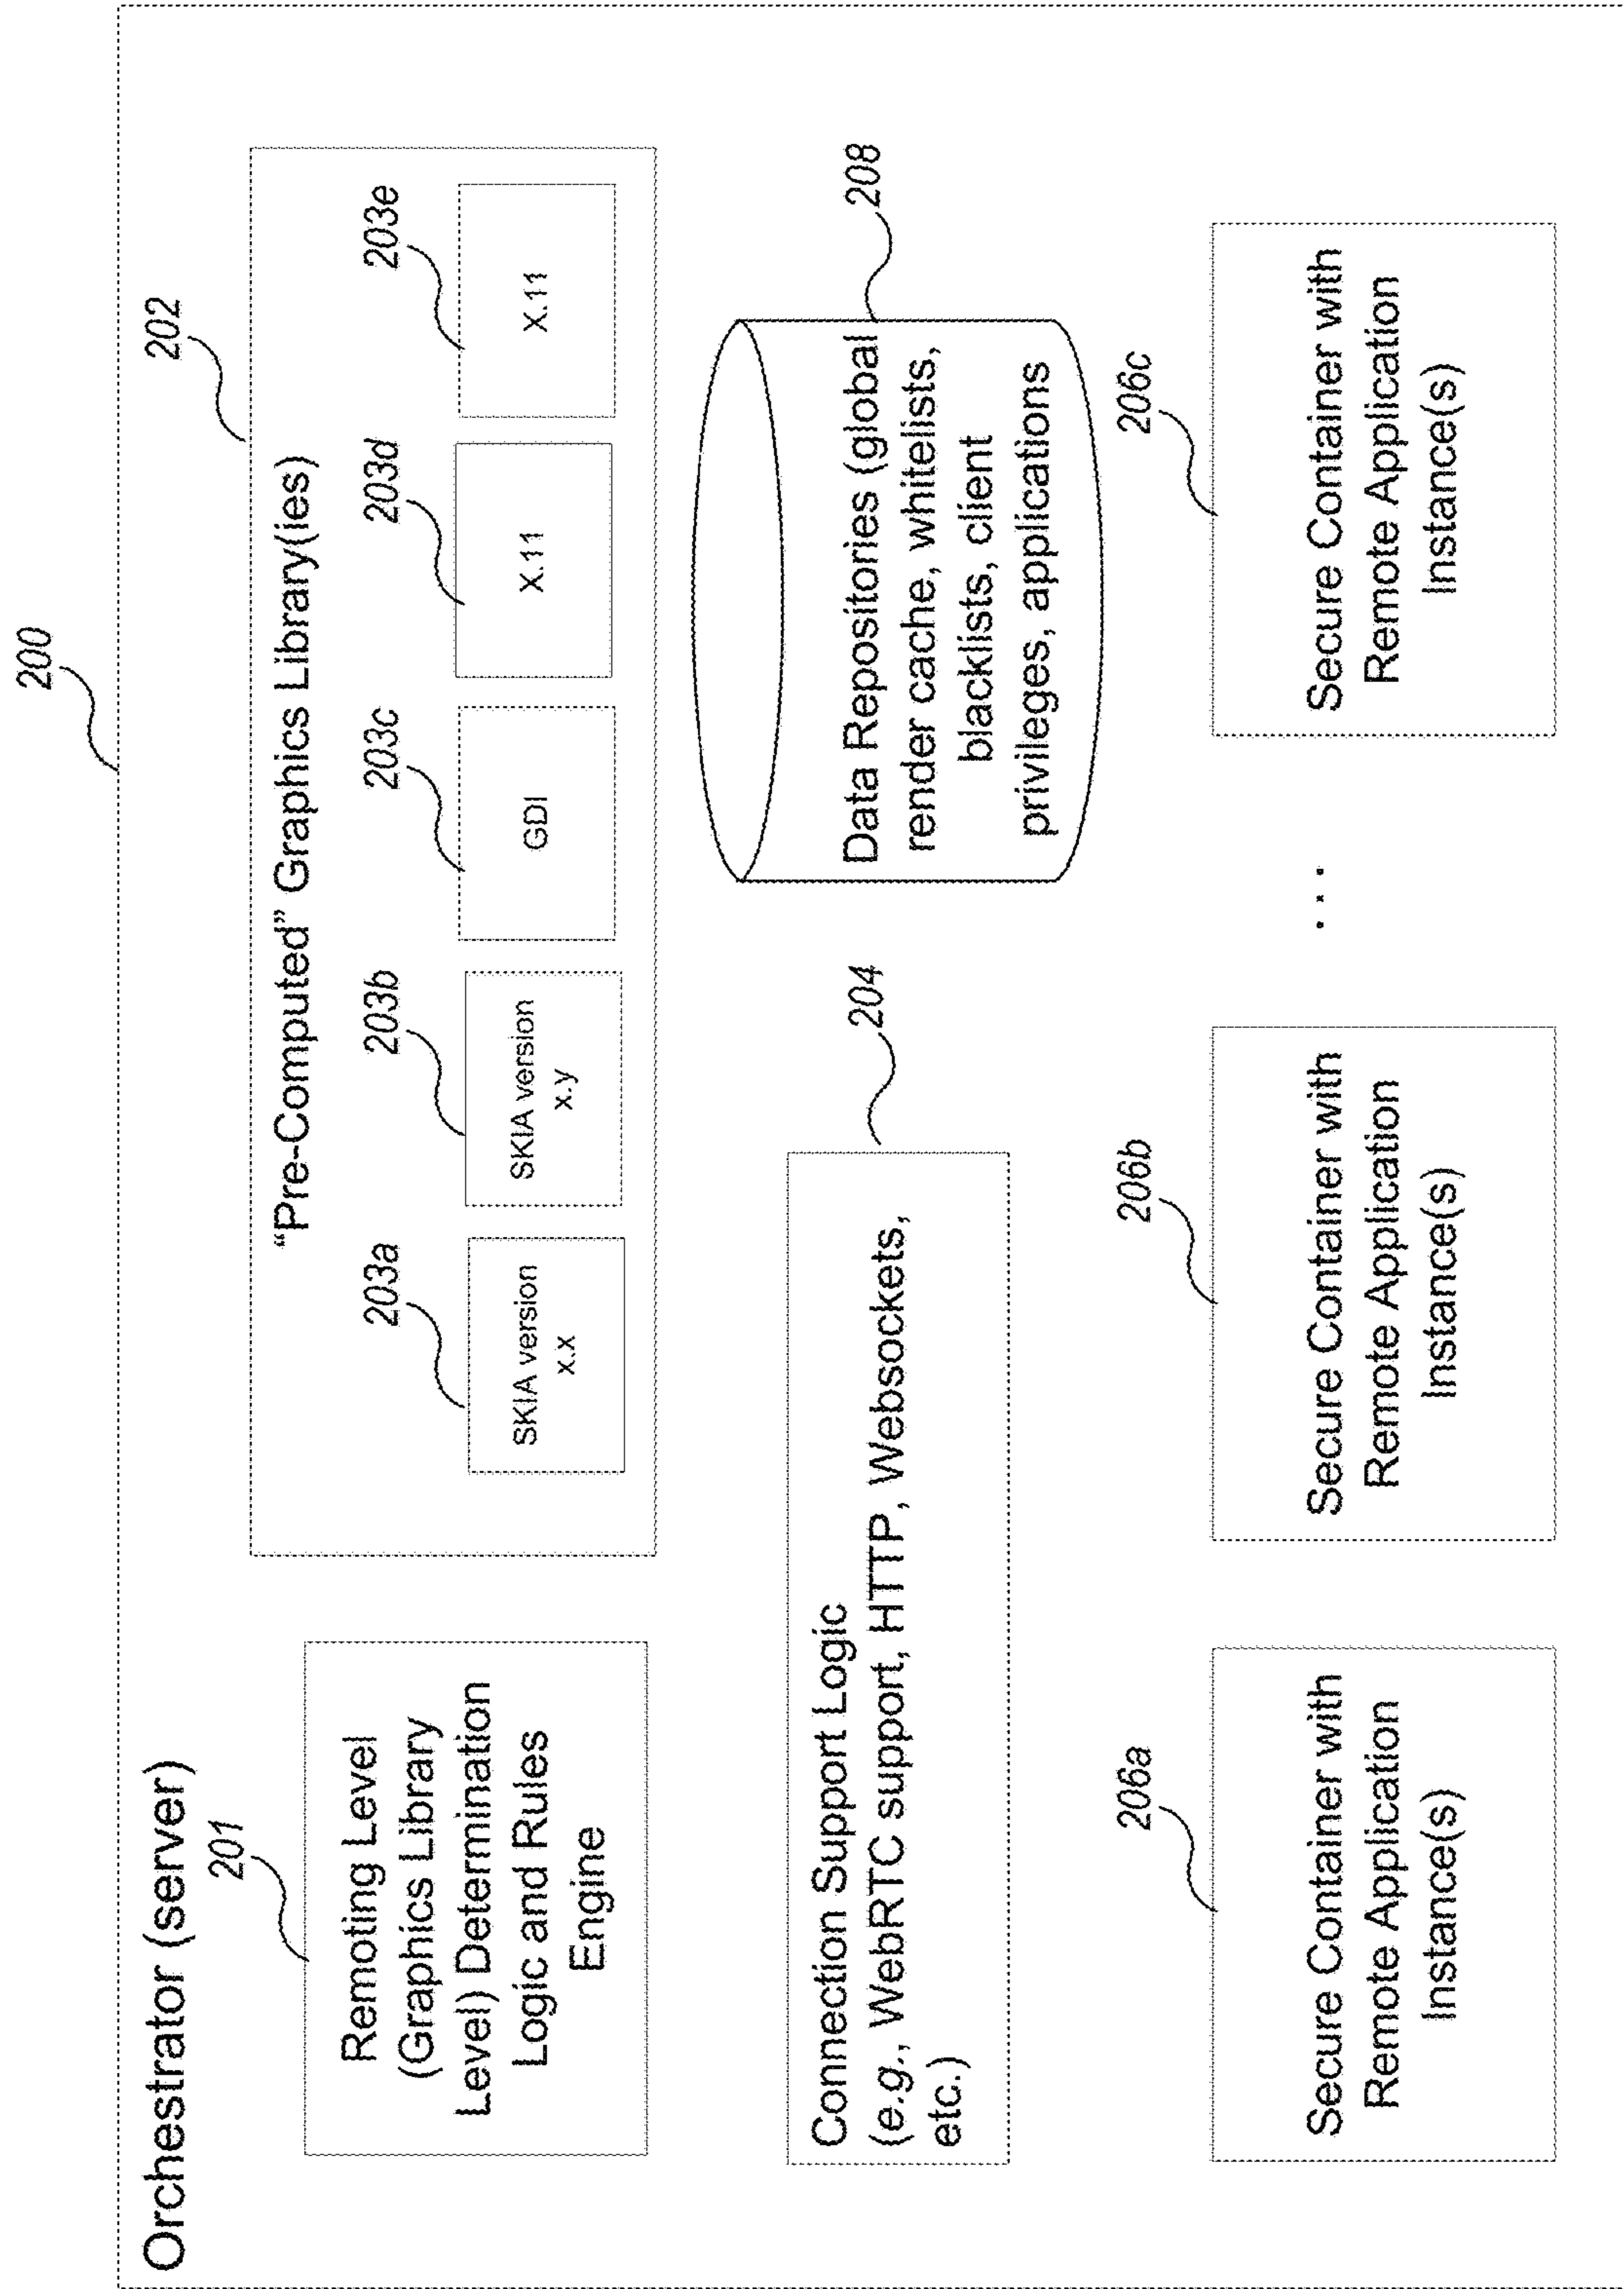 200
Orchestrator (server)
201
Remoting Level
(Graphics Library
Level) Determination
Logic and Rules
Engine
202
“Pre-Computed” Graphics Library(ies)
203a
SKIA version
x.x
203b
SKIA version
x.y
203c
GDI
203d
X.11
203e
X.11
204
Connection Support Logic
(e.g., WebRTC support, HTTP, Websockets,
etc.)
208
Data Repositories (global
render cache, whitelists,
blacklists, client
privileges, applications
206a
Secure Container with
Remote Application
Instance(s)
206b
Secure Container with
Remote Application
Instance(s)
. . .
206c
Secure Container with
Remote Application
Instance(s)